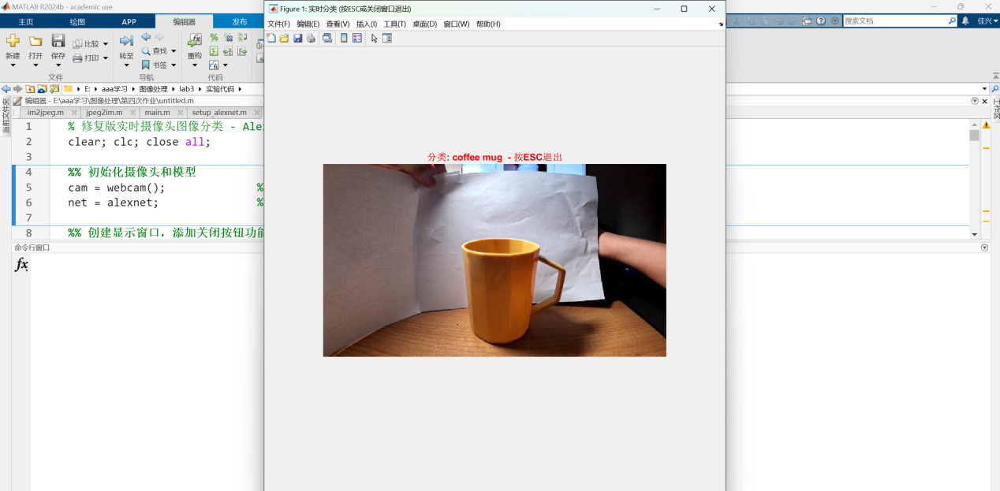 MATLAB R2024b - academic use
主页 绘图 APP 编辑器 发布
搜索文档
佳兴
新建 打开 保存 比较 打印 转至 查找 书签 重构
文件 导航 代码
E: aaa学习 图像处理 lab3 实验代码
编辑器 - E:\aaa学习\图像处理\第四次作业\untitled.m
im2jpeg.m jpeg2im.m main.m setup_alexnet.m
1 % 修复版实时摄像头图像分类 - Ale
2 clear; clc; close all;
3
4 %% 初始化摄像头和模型
5 cam = webcam(); %
6 net = alexnet; %
7
8 %% 创建显示窗口，添加关闭按钮功能
命令行窗口
fx
Figure 1: 实时分类 (按ESC或关闭窗口退出)
文件(F) 编辑(E) 查看(V) 插入(I) 工具(T) 桌面(D) 窗口(W) 帮助(H)
分类: coffee mug - 按ESC退出